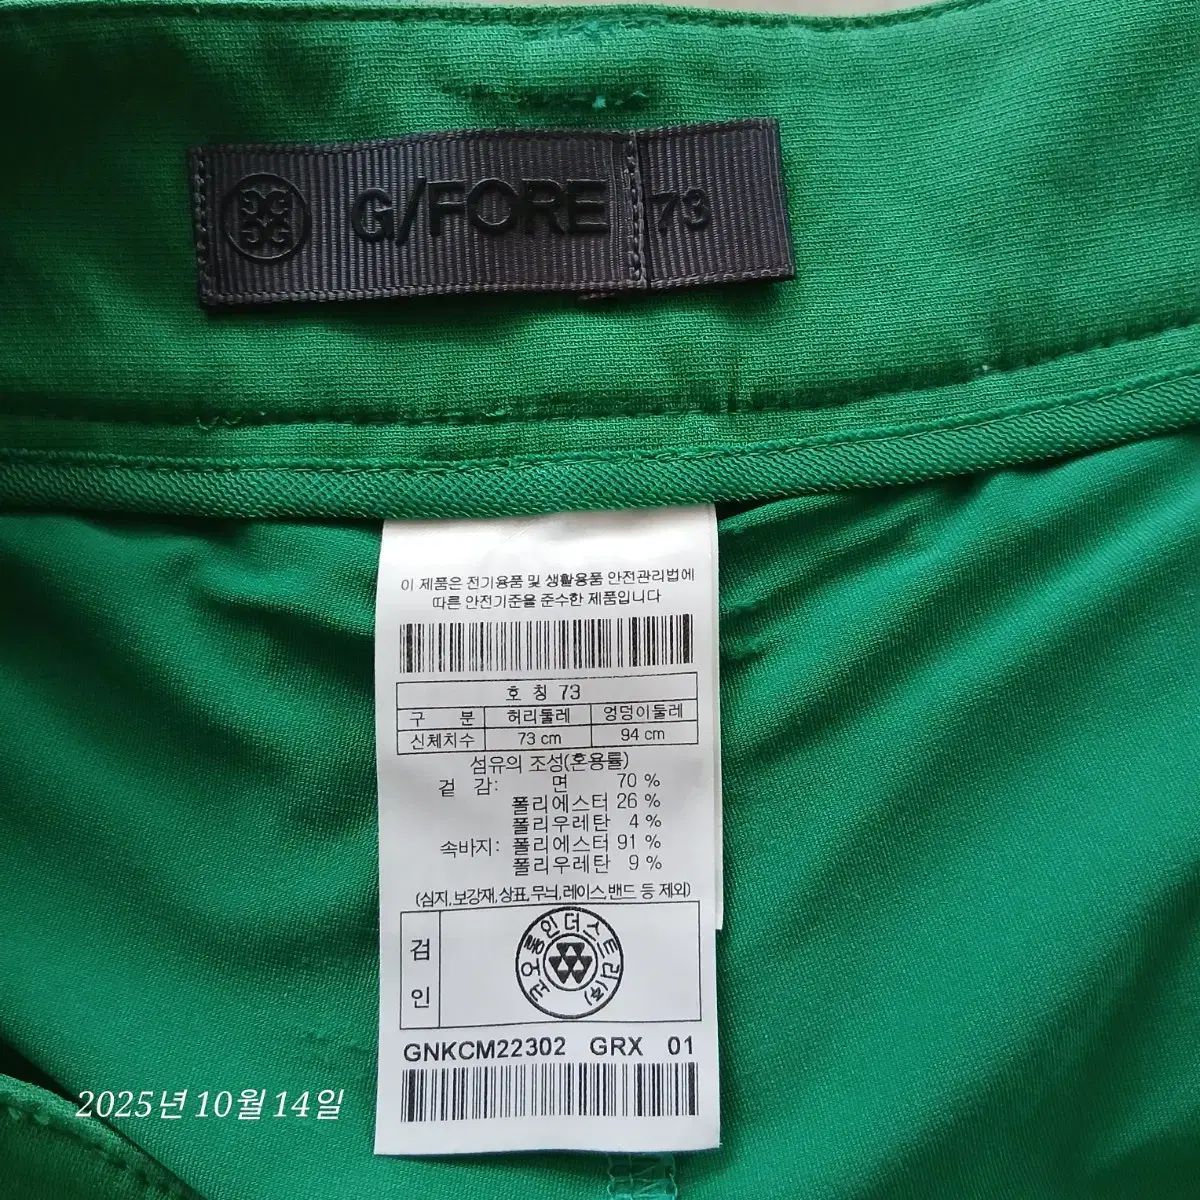 G/FORE 73
이 제품은 전기용품 및 생활용품 안전관리법에
따른 안전기준을 준수한 제품입니다
호 칭 73
구 분 허리둘레 엉덩이둘레
신체치수 73 cm 94 cm
섬유의 조성(혼용률)
겉 감: 면 70 %
폴리에스터 26 %
폴리우레탄 4 %
속바지: 폴리에스터 91 %
폴리우레탄 9 %
(심지,보강재,상표,무늬,레이스,밴드 등 제외)
검
인
코오롱인더스트리(주)
GNKCM22302 GRX 01
2025년 10월 14일